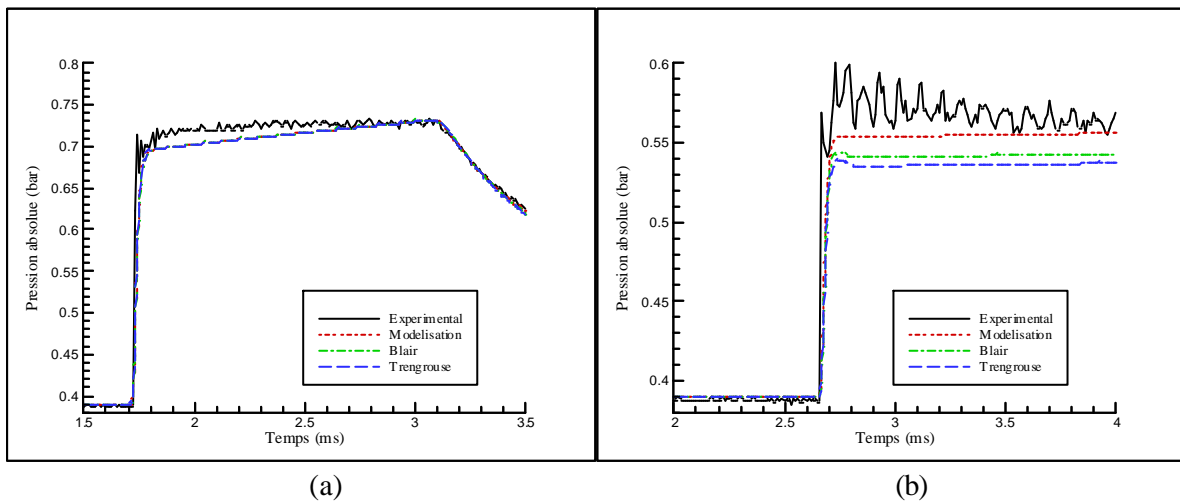 0.8
0.75
0.7
0.65
0.6
0.55
0.5
0.45
0.4
Pression absolue (bar)
1.5
2
2.5
3
3.5
Temps (ms)
Experimental
Modelisation
Blair
Trengrouse
(a)
0.6
0.55
0.5
0.45
0.4
Pression absolue (bar)
2
2.5
3
3.5
4
Temps (ms)
Experimental
Modelisation
Blair
Trengrouse
(b)